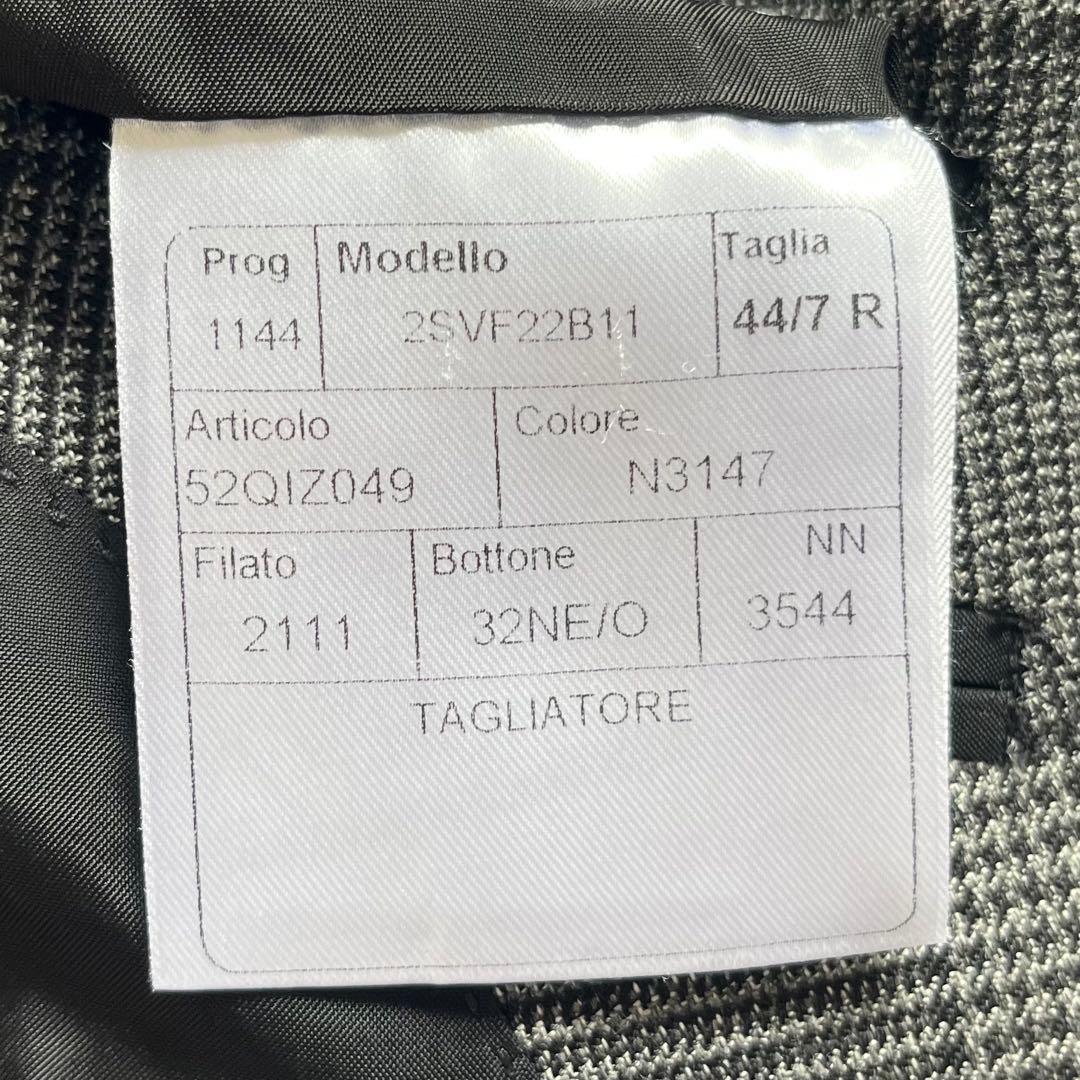 Prog Modello Taglia
1144 2SVF22B11 44/7 R
Articolo Colore
52QIZ049 N3147
Filato Bottone NN
2111 32NE/O 3544
TAGLIATORE